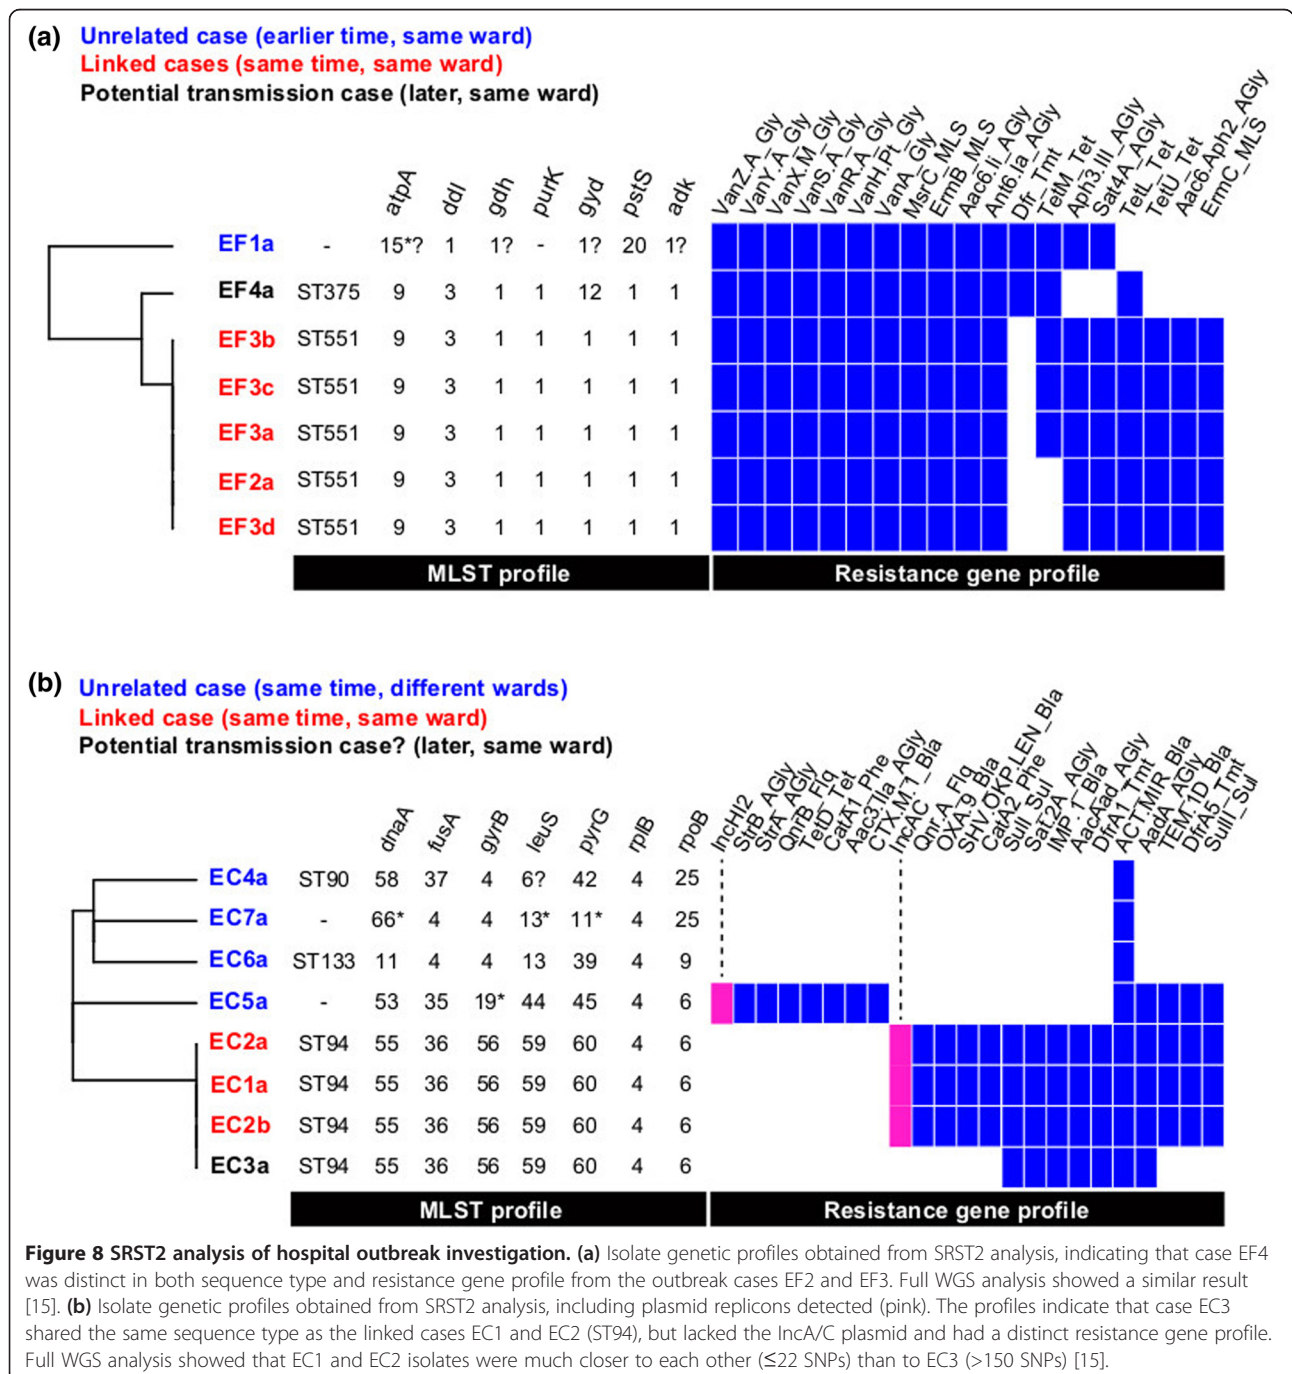 (a) Unrelated case (earlier time, same ward)
Linked cases (same time, same ward)
Potential transmission case (later, same ward)
atpA ddl gdh purK gyd pstS adk VanZ.A_Gly VanY.A_Gly VanX.M_Gly VanS.A_Gly VanR.A_Gly VanH.Pt_Gly VanA_Gly MsrC_MLS ErmB_MLS Aac6.Ii_AGly Ant6.Ia_AGly Dfr_Tmt TetM_Tet Aph3.III_AGly Sat4A_AGly TetL_Tet TetU_Tet Aac6.Aph2_AGly ErmC_MLS
EF1a - 15*? 1 1? - 1? 20 1?
EF4a ST375 9 3 1 1 12 1 1
EF3b ST551 9 3 1 1 1 1 1
EF3c ST551 9 3 1 1 1 1 1
EF3a ST551 9 3 1 1 1 1 1
EF2a ST551 9 3 1 1 1 1 1
EF3d ST551 9 3 1 1 1 1 1
MLST profile Resistance gene profile
(b) Unrelated case (same time, different wards)
Linked case (same time, same ward)
Potential transmission case? (later, same ward)
dnaA fusA gyrB leuS pyrG rplB rpoB IncHI2 StrB_AGly StrA_AGly QnrB_Flq TetD_Tet CatA1_Phe Aac3.IIa_AGly CTX.M.1_Bla IncAC Qnr.A_Flq OXA.9_Bla SHV.OKP.LEN_Bla CatA2_Phe SulI_Sul Sat.2A_AGly IMP.1_Bla AacAad_AGly DfrA1_Tmt ACT.MIR_Bla AadA_AGly TEM.1D_Bla DfrA5_Tmt SulII_Sul
EC4a ST90 58 37 4 6? 42 4 25
EC7a - 66* 4 4 13* 11* 4 25
EC6a ST133 11 4 4 13 39 4 9
EC5a - 53 35 19* 44 45 4 6
EC2a ST94 55 36 56 59 60 4 6
EC1a ST94 55 36 56 59 60 4 6
EC2b ST94 55 36 56 59 60 4 6
EC3a ST94 55 36 56 59 60 4 6
MLST profile Resistance gene profile
Figure 8 SRST2 analysis of hospital outbreak investigation. (a) Isolate genetic profiles obtained from SRST2 analysis, indicating that case EF4
was distinct in both sequence type and resistance gene profile from the outbreak cases EF2 and EF3. Full WGS analysis showed a similar result
[15]. (b) Isolate genetic profiles obtained from SRST2 analysis, including plasmid replicons detected (pink). The profiles indicate that case EC3
shared the same sequence type as the linked cases EC1 and EC2 (ST94), but lacked the IncA/C plasmid and had a distinct resistance gene profile.
Full WGS analysis showed that EC1 and EC2 isolates were much closer to each other (≤22 SNPs) than to EC3 (>150 SNPs) [15].